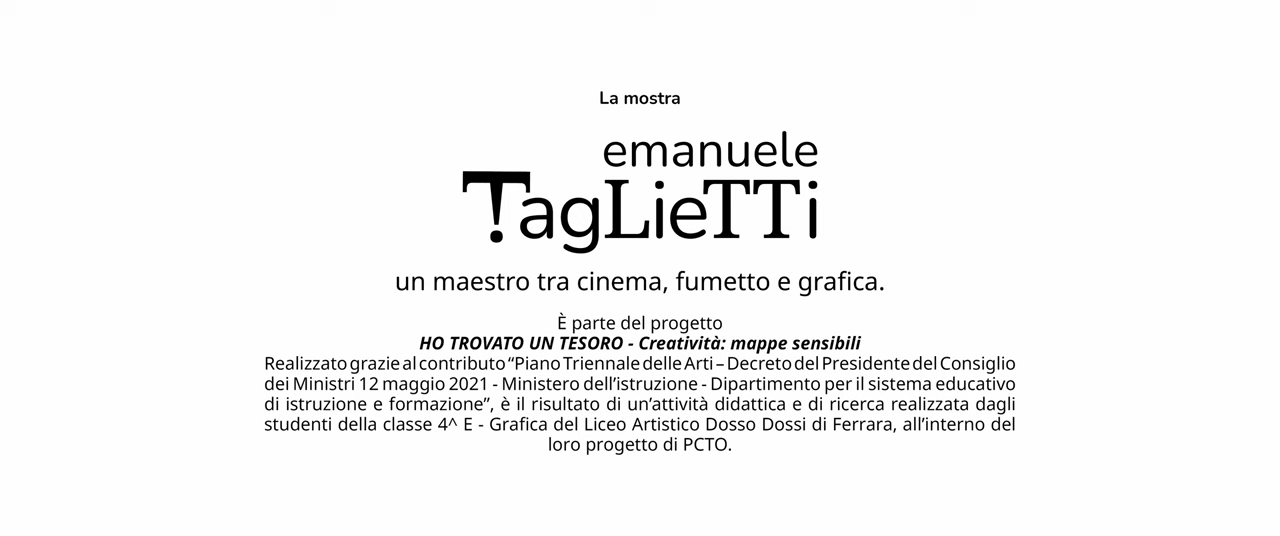 La mostra
emanuele
TagLieTTi
un maestro tra cinema, fumetto e grafica.
È parte del progetto
HO TROVATO UN TESORO - Creatività: mappe sensibili
Realizzato grazie al contributo “Piano Triennale delle Arti – Decreto del Presidente del Consiglio
dei Ministri 12 maggio 2021 - Ministero dell’istruzione - Dipartimento per il sistema educativo
di istruzione e formazione”, è il risultato di un’attività didattica e di ricerca realizzata dagli
studenti della classe 4^ E - Grafica del Liceo Artistico Dosso Dossi di Ferrara, all’interno del
loro progetto di PCTO.